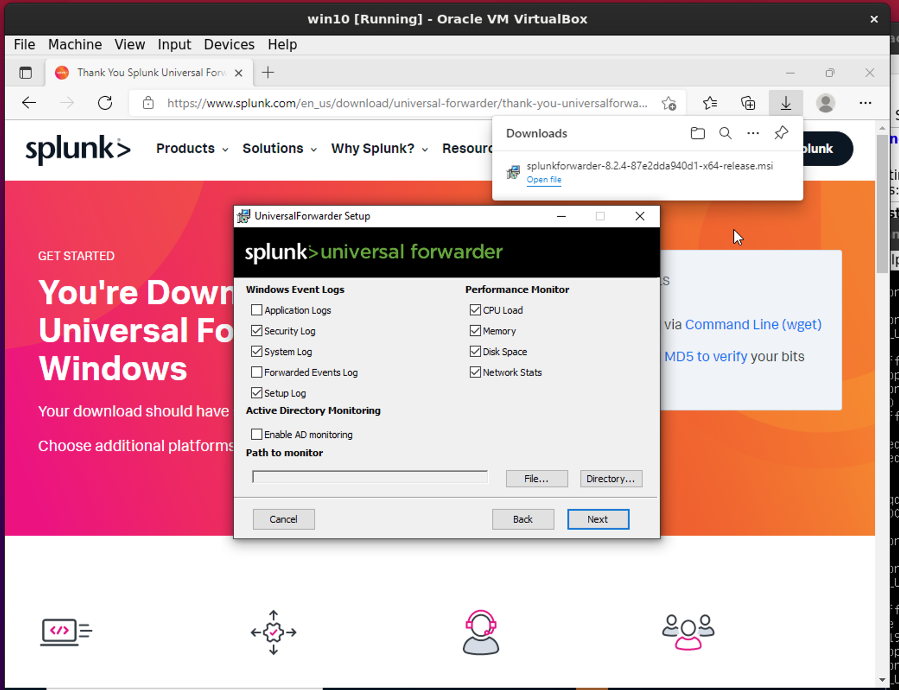 win10 [Running] - Oracle VM VirtualBox
File Machine View Input Devices Help
Thank You Splunk Universal Forw
https://www.splunk.com/en_us/download/universal-forwarder/thank-you-universalforwa...
splunk> Products Solutions Why Splunk? Resourc
Downloads
splunkforwarder-8.2.4-87e2dda940d1-x64-release.msi
Open file
GET STARTED
You're Down
Universal Fo
Windows
Your download should have
Choose additional platforms
via Command Line (wget)
MD5 to verify your bits
UniversalForwarder Setup
splunk>universal forwarder
Windows Event Logs
Application Logs
Security Log
System Log
Forwarded Events Log
Setup Log
Performance Monitor
CPU Load
Memory
Disk Space
Network Stats
Active Directory Monitoring
Enable AD monitoring
Path to monitor
File...
Directory...
Cancel
Back
Next